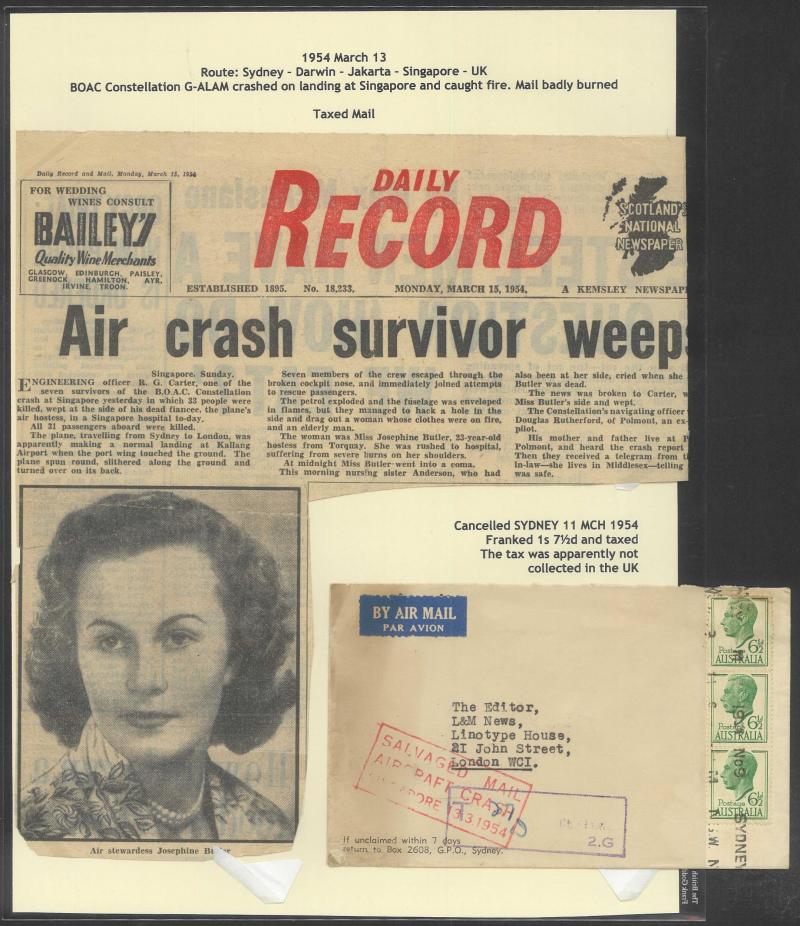 1954 March 13
Route: Sydney - Darwin - Jakarta - Singapore - UK
BOAC Constellation G-ALAM crashed on landing at Singapore and caught fire. Mail badly burned
Taxed Mail
Daily Record and Mail, Monday, March 15, 1954
FOR WEDDING
WINES CONSULT
BAILEY'S
Quality Wine Merchants
GLASGOW, EDINBURGH, PAISLEY,
GREENOCK HAMILTON, AYR,
IRVINE, TROON.
DAILY
RECORD
SCOTLAND'S
NATIONAL
NEWSPAPER
ESTABLISHED 1895. No. 18,233. MONDAY, MARCH 15, 1954. A KEMSLEY NEWSPAP
Air crash survivor weeps
Singapore, Sunday.
ENGINEERING officer R. G. Carter, one of the
seven survivors of the B.O.A.C. Constellation
crash at Singapore yesterday in which 33 people were
killed, wept at the side of his dead fiancee, the plane's
air hostess, in a Singapore hospital to-day.
All 31 passengers aboard were killed.
The plane, travelling from Sydney to London, was
apparently making a normal landing at Kallang
Airport when the port wing touched the ground. The
plane spun round, slithered along the ground and
turned over on its back.
Seven members of the crew escaped through the
broken cockpit nose, and immediately joined attempts
to rescue passengers.
The petrol exploded and the fuselage was enveloped
in flames, but they managed to hack a hole in the
side and drag out a woman whose clothes were on fire,
and an elderly man.
The woman was Miss Josephine Butler, 23-year-old
hostess from Torquay. She was rushed to hospital,
suffering from severe burns on her shoulders.
At midnight Miss Butler went into a coma.
This morning nursing sister Anderson, who had
also been at her side, cried when she
Butler was dead.
The news was broken to Carter, w
Miss Butler's side and wept.
The Constellation's navigating officer
Douglas Rutherford, of Polmont, an ex-
pilot.
His mother and father live at P
Polmont, and heard the crash report
Then they received a telegram from t
in-law—she lives in Middlesex—telling
was safe.
Air stewardess Josephine Butler
Cancelled SYDNEY 11 MCH 1954
Franked 1s 7½d and taxed
The tax was apparently not
collected in the UK
BY AIR MAIL
PAR AVION
The Editor,
L&M News,
Linotype House,
21 John Street,
London WC1.
SALVAGED MAIL
AIRCRAFT CRASH
SINGAPORE 13.3.1954
T
2.G
If unclaimed within 7 days
return to Box 2608, G.P.O., Sydney.
Postage 6½d
AUSTRALIA
Postage 6½d
AUSTRALIA
Postage 6½d
AUSTRALIA
SYDNEY